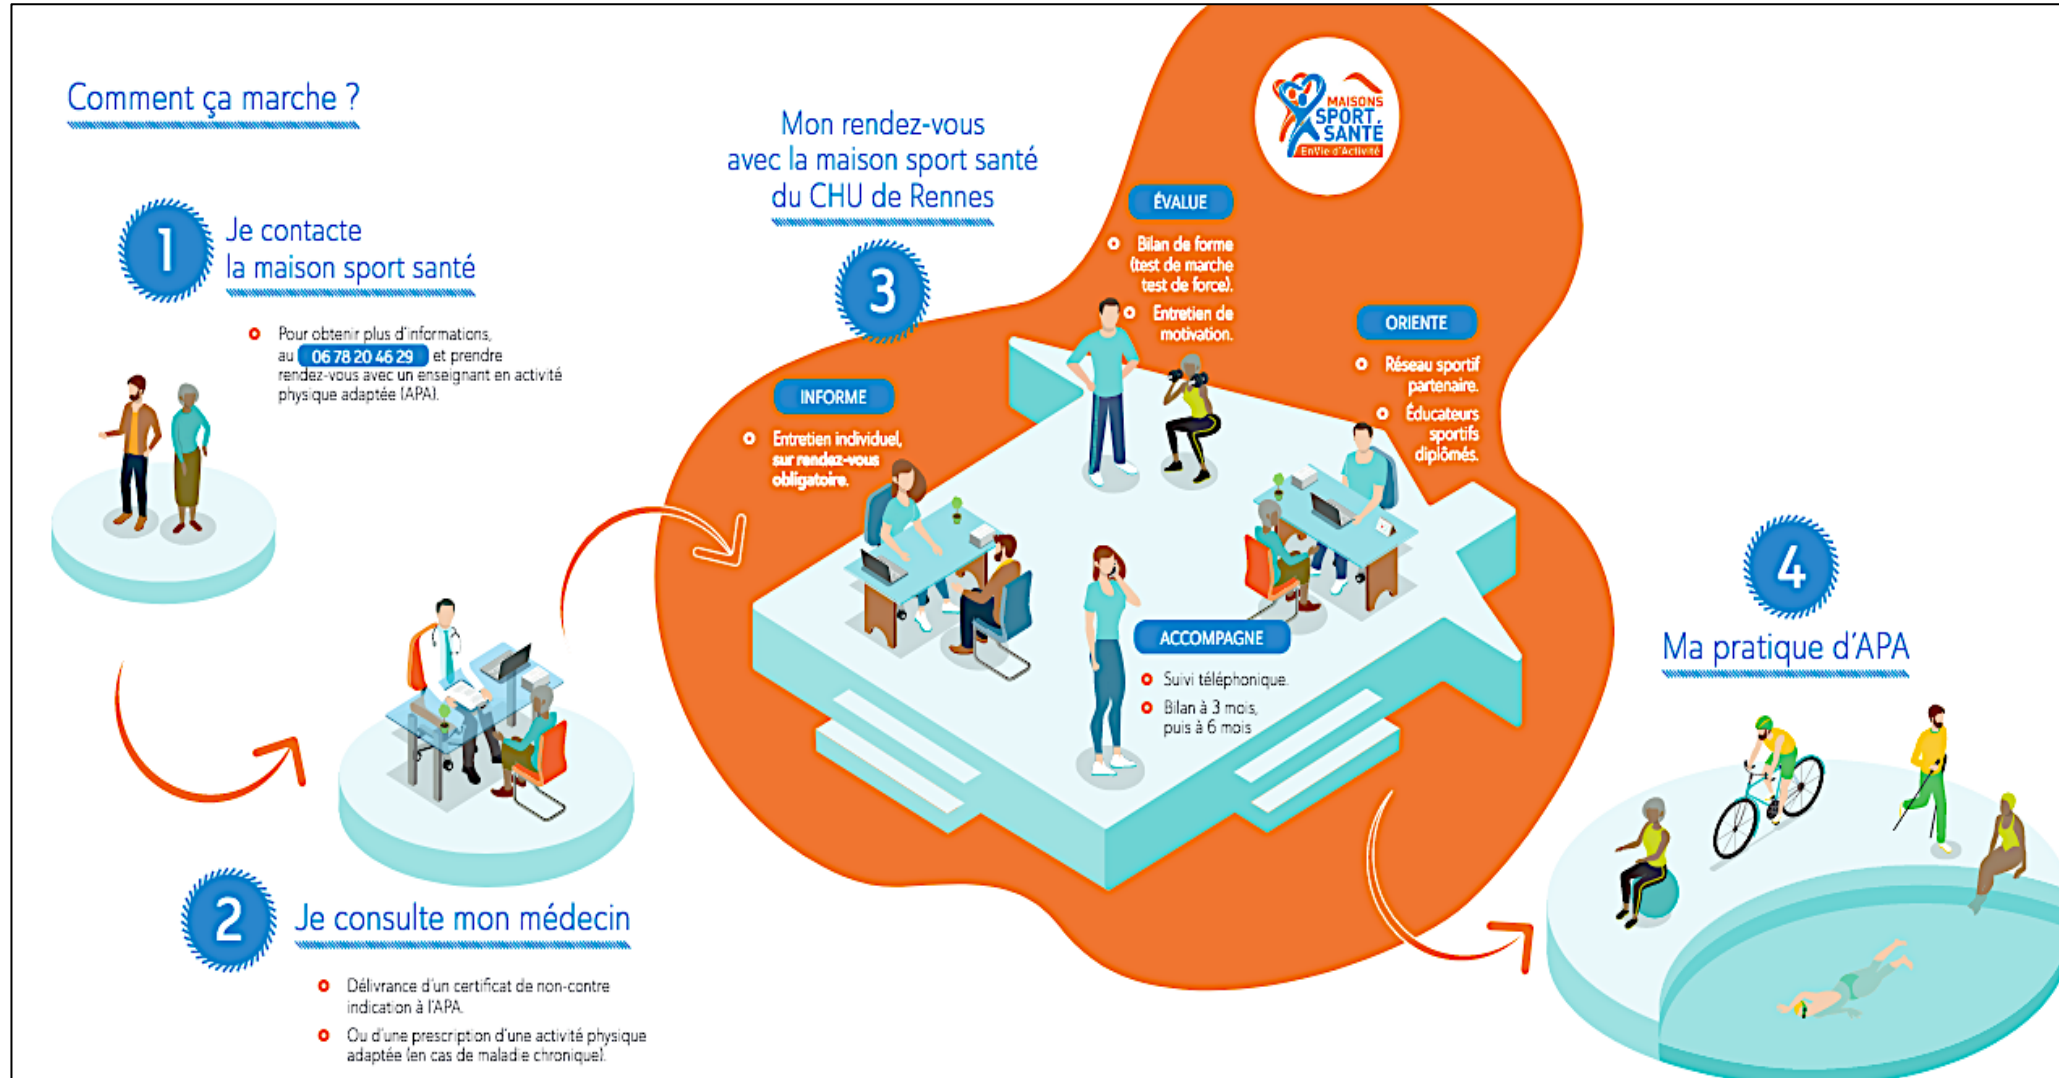 Comment ça marche ?
1
Je contacte
la maison sport santé
Pour obtenir plus d'informations,
au 06 78 20 46 29 et prendre
rendez-vous avec un enseignant en activité
physique adaptée (APA).
2
Je consulte mon médecin
Délivrance d'un certificat de non-contre
indication à l'APA.
Ou d'une prescription d'une activité physique
adaptée (en cas de maladie chronique).
Mon rendez-vous
avec la maison sport santé
du CHU de Rennes
3
INFORME
Entretien individuel,
sur rendez-vous
obligatoire.
ÉVALUE
Bilan de forme
(test de marche
test de force).
Entretien de
motivation.
ORIENTE
Réseau sportif
partenaire.
Éducateurs
sportifs
diplômés.
ACCOMPAGNE
Suivi téléphonique.
Bilan à 3 mois,
puis à 6 mois
MAISONS
SPORT
SANTÉ
EnVie d'Activité
4
Ma pratique d'APA